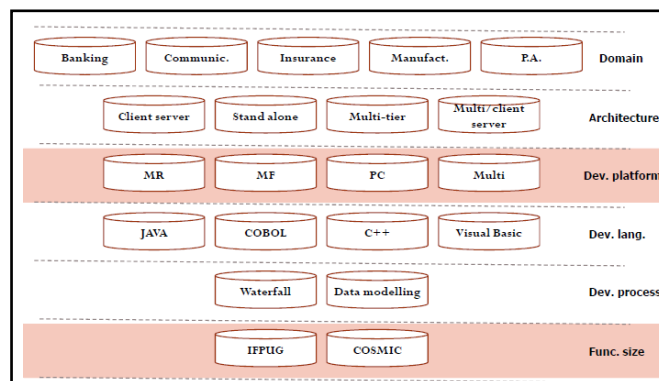 Banking Communic. Insurance Manufact. P.A. Domain
Client server Stand alone Multi-tier Multi/client server Architecture
MR MF PC Multi Dev. platform
JAVA COBOL C++ Visual Basic Dev. lang.
Waterfall Data modelling Dev. process
IFPUG COSMIC Func. size